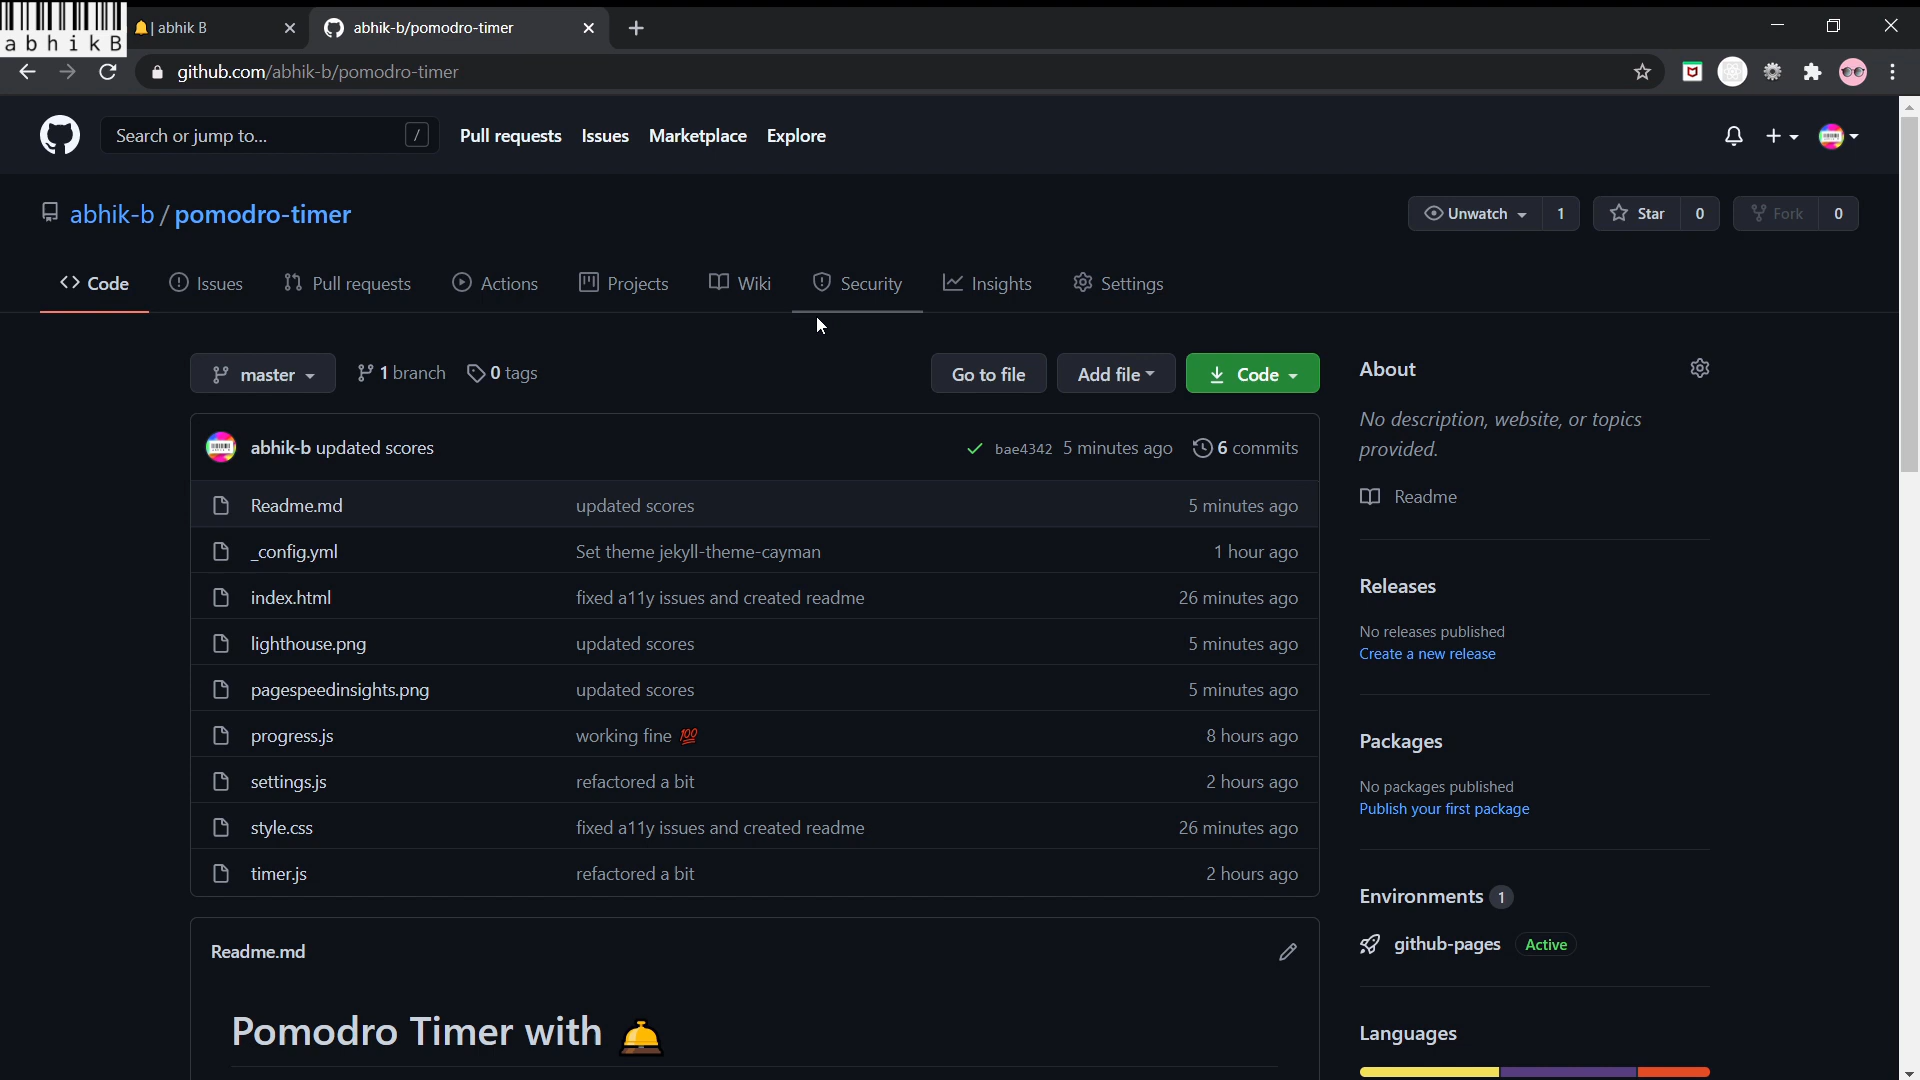 abhikB
| abhik B
abhik-b/pomodro-timer
github.com/abhik-b/pomodro-timer
Search or jump to... /
Pull requests Issues Marketplace Explore
abhik-b / pomodro-timer
Unwatch 1 Star 0 Fork 0
<> Code Issues Pull requests Actions Projects Wiki Security Insights Settings
master 1 branch 0 tags Go to file Add file Code
abhik-b updated scores bae4342 5 minutes ago 6 commits
Readme.md updated scores 5 minutes ago
_config.yml Set theme jekyll-theme-cayman 1 hour ago
index.html fixed a11y issues and created readme 26 minutes ago
lighthouse.png updated scores 5 minutes ago
pagespeedinsights.png updated scores 5 minutes ago
progress.js working fine 💯 8 hours ago
settings.js refactored a bit 2 hours ago
style.css fixed a11y issues and created readme 26 minutes ago
timer.js refactored a bit 2 hours ago
Readme.md
Pomodro Timer with 🛎
About
No description, website, or topics
provided.
Readme
Releases
No releases published
Create a new release
Packages
No packages published
Publish your first package
Environments 1
github-pages Active
Languages